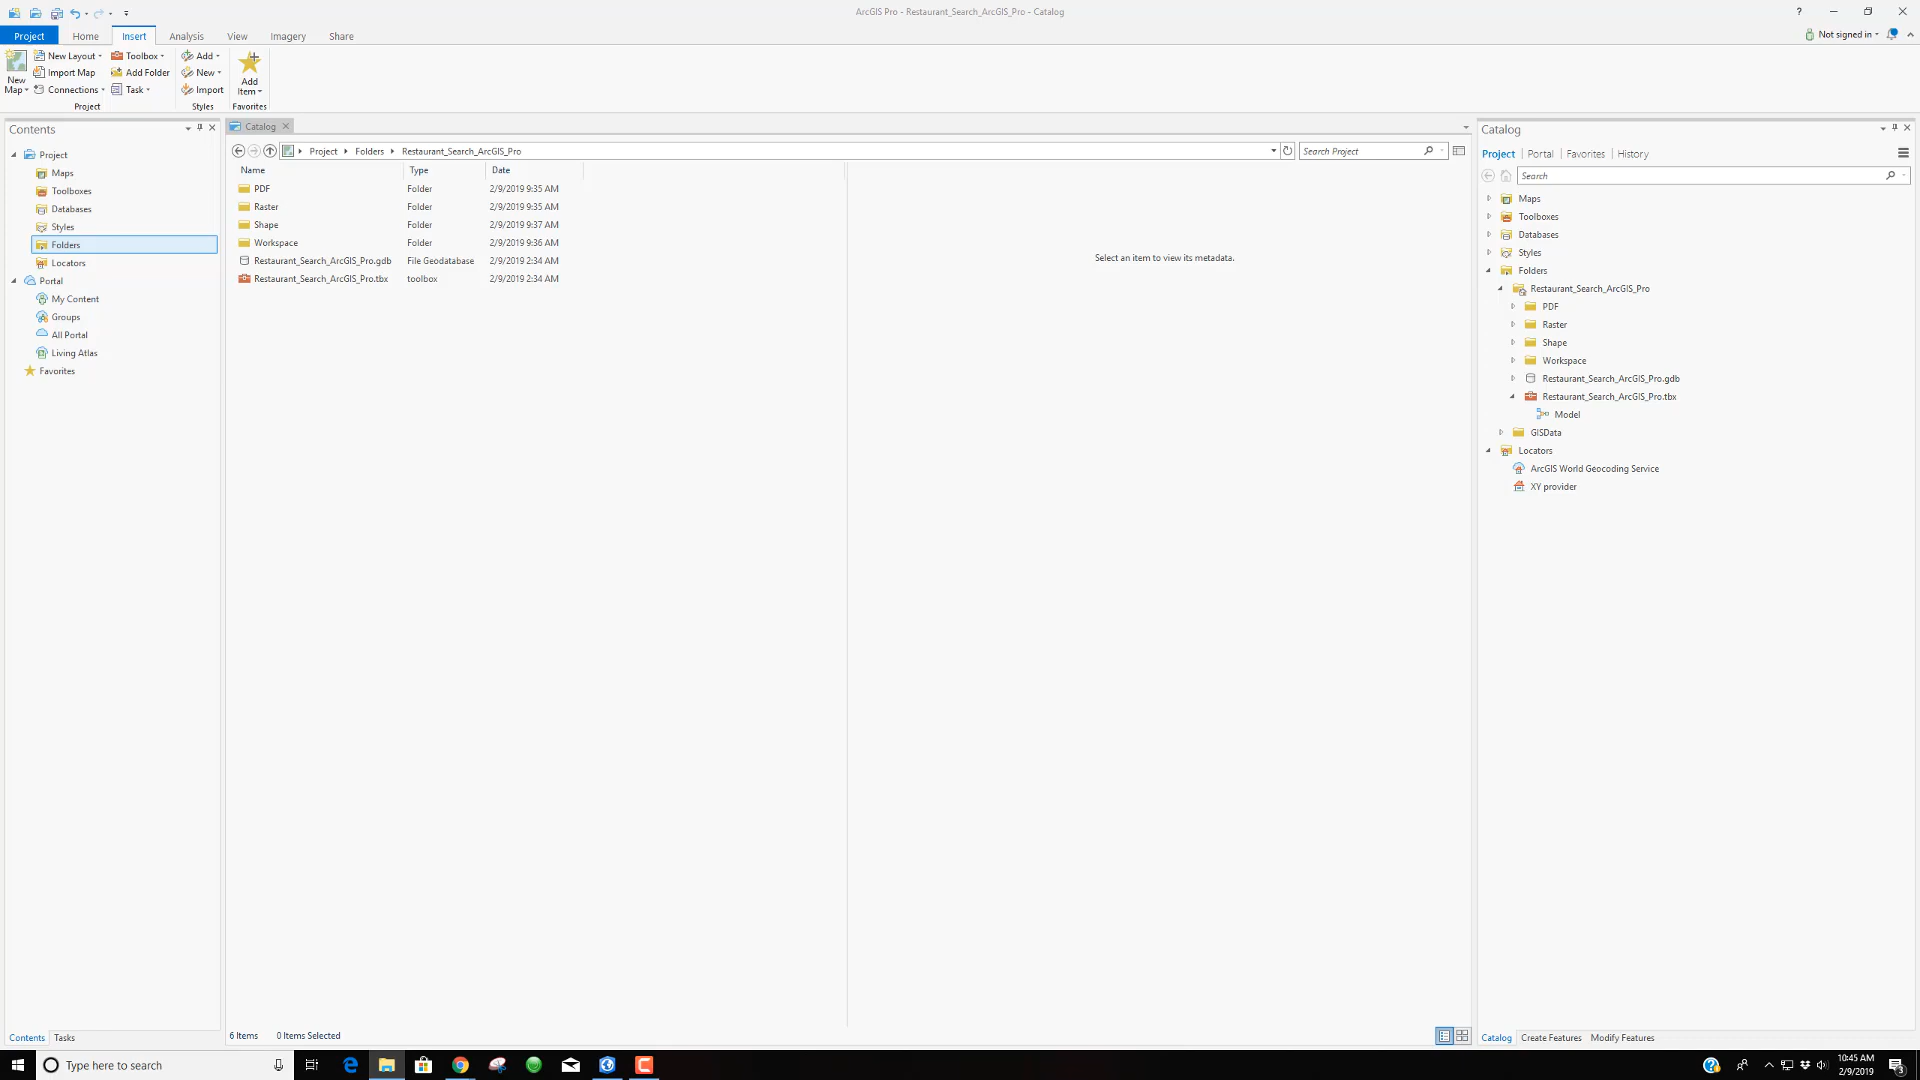 ArcGIS Pro - Restaurant_Search_ArcGIS_Pro - Catalog
?
Project Home Insert Analysis View Imagery Share
Not signed in
New Map
New Layout
Import Map
Connections
Toolbox
Add Folder
Task
Project
Add
New
Import
Styles
Add Item
Favorites
Contents
Project
Maps
Toolboxes
Databases
Styles
Folders
Locators
Portal
My Content
Groups
All Portal
Living Atlas
Favorites
Contents Tasks
Catalog
Project Folders Restaurant_Search_ArcGIS_Pro
Search Project
Name Type Date
PDF Folder 2/9/2019 9:35 AM
Raster Folder 2/9/2019 9:35 AM
Shape Folder 2/9/2019 9:37 AM
Workspace Folder 2/9/2019 9:36 AM
Restaurant_Search_ArcGIS_Pro.gdb File Geodatabase 2/9/2019 2:34 AM
Restaurant_Search_ArcGIS_Pro.tbx toolbox 2/9/2019 2:34 AM
Select an item to view its metadata.
6 Items 0 Items Selected
Catalog
Project Portal Favorites History
Search
Maps
Toolboxes
Databases
Styles
Folders
Restaurant_Search_ArcGIS_Pro
PDF
Raster
Shape
Workspace
Restaurant_Search_ArcGIS_Pro.gdb
Restaurant_Search_ArcGIS_Pro.tbx
Model
GISData
Locators
ArcGIS World Geocoding Service
XY provider
Catalog Create Features Modify Features
Type here to search
10:45 AM
2/9/2019
3